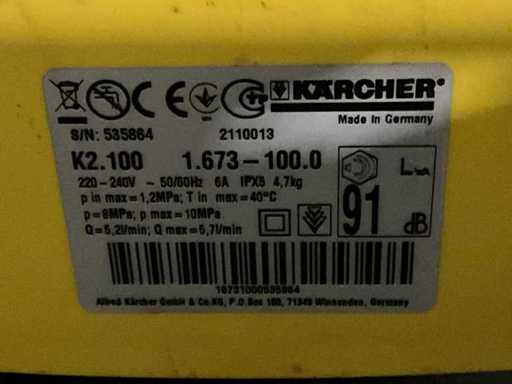 KÄRCHER®
Made in Germany
S/N: 535864 2110013
K2.100 1.673-100.0
220-240V ~ 50/60Hz 6A IPX5 4,7kg
p in max=1,2MPa; T in max=40°C
p=8MPa; p max=10MPa
Q=5,2l/min; Q max=5,7l/min
91
dB
16731000535864
Alfred Kärcher GmbH & Co.KG, P.O.Box 160, 71349 Winnenden, Germany